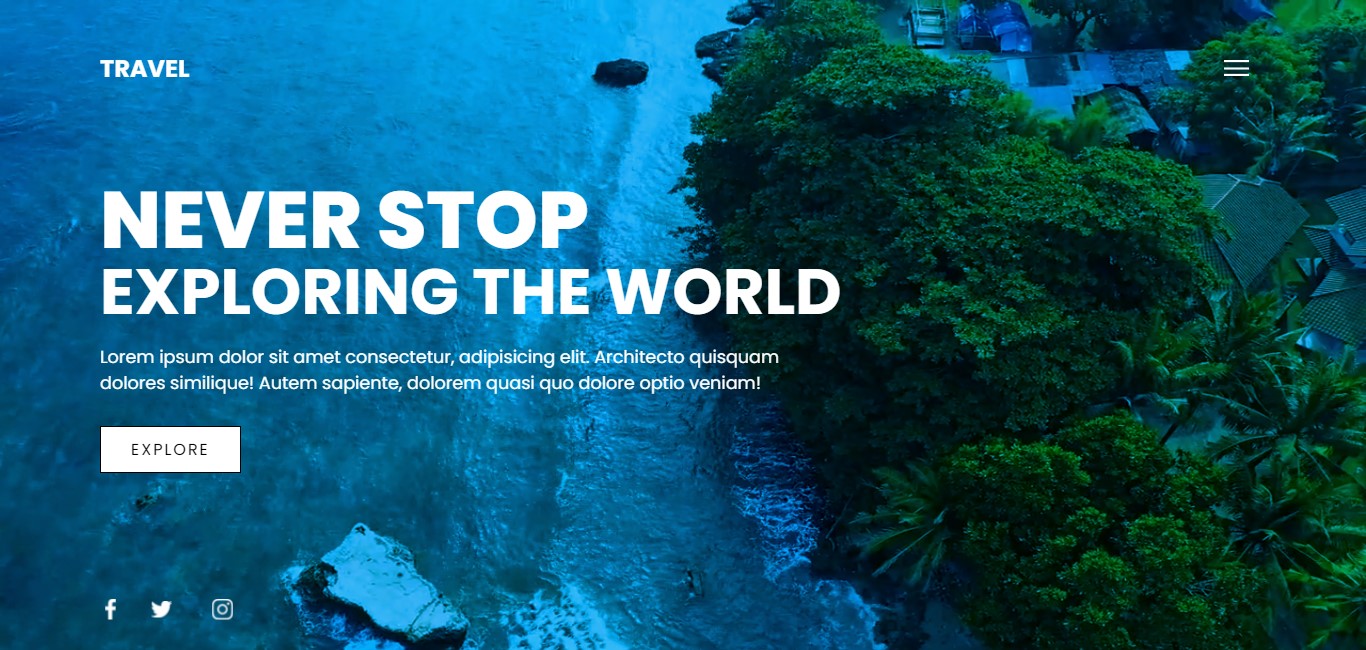 TRAVEL
NEVER STOP
EXPLORING THE WORLD
Lorem ipsum dolor sit amet consectetur, adipisicing elit. Architecto quisquam
dolores similique! Autem sapiente, dolorem quasi quo dolore optio veniam!
EXPLORE